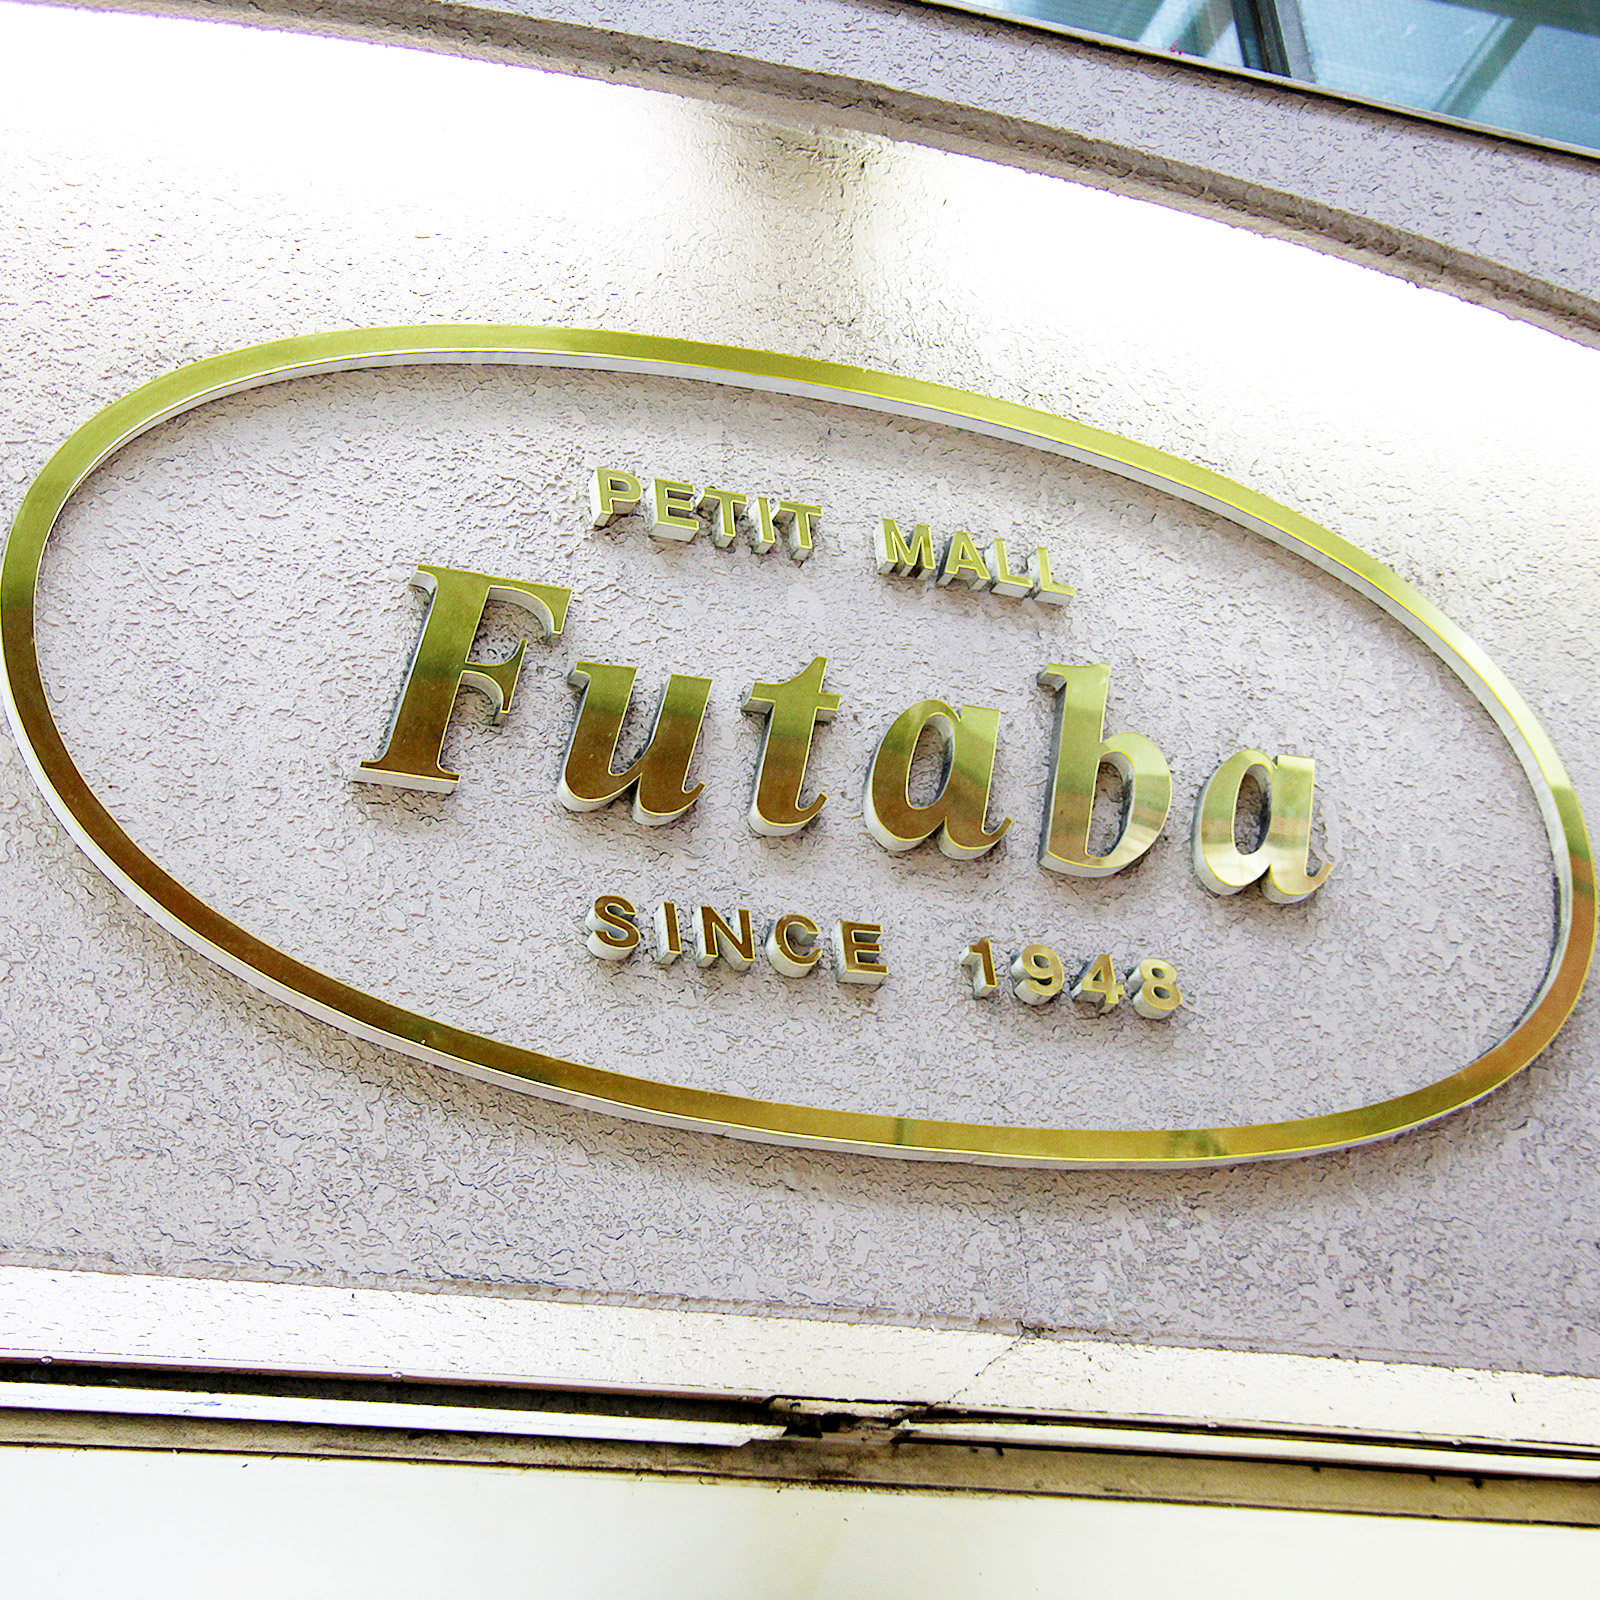 PETIT MALL
Futaba
SINCE 1948